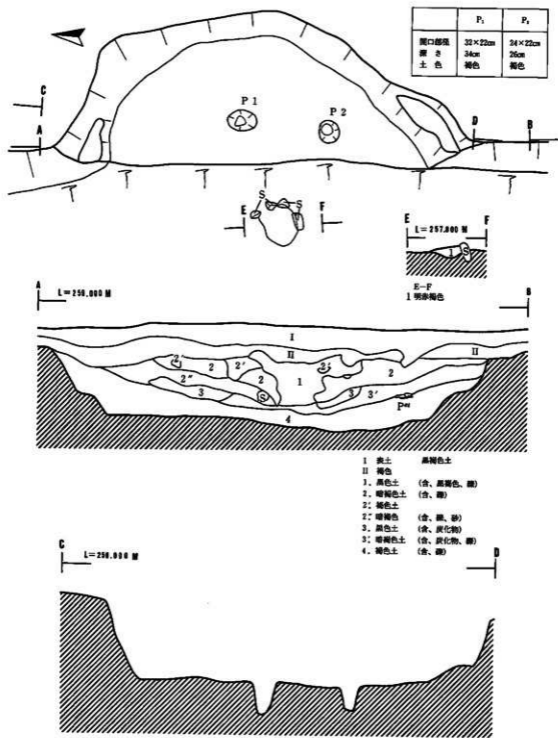 P₁ P₂
開口部径 32×22cm 24×22cm
深さ 34cm 26cm
土色 褐色 褐色
C
A
P 1
P 2
D
B
S S
E F
E F
L=257.800 M
1 S
E-F
1 明赤褐色
A B
L=258.000 M
I
II II
2' 2 2' 2' 2
2" 2 1
3 S 3 3' P
4
I 表土 黒褐色土
II 褐色
1. 黒色土 (含、黒褐色、礫)
2. 暗褐色土 (含、礫)
2'. 褐色土
2". 暗褐色 (含、礫、砂)
3. 黒色土 (含、炭化物)
3'. 暗褐色土 (含、炭化物、礫)
4. 褐色土 (含、礫)
C D
L=258.000 M